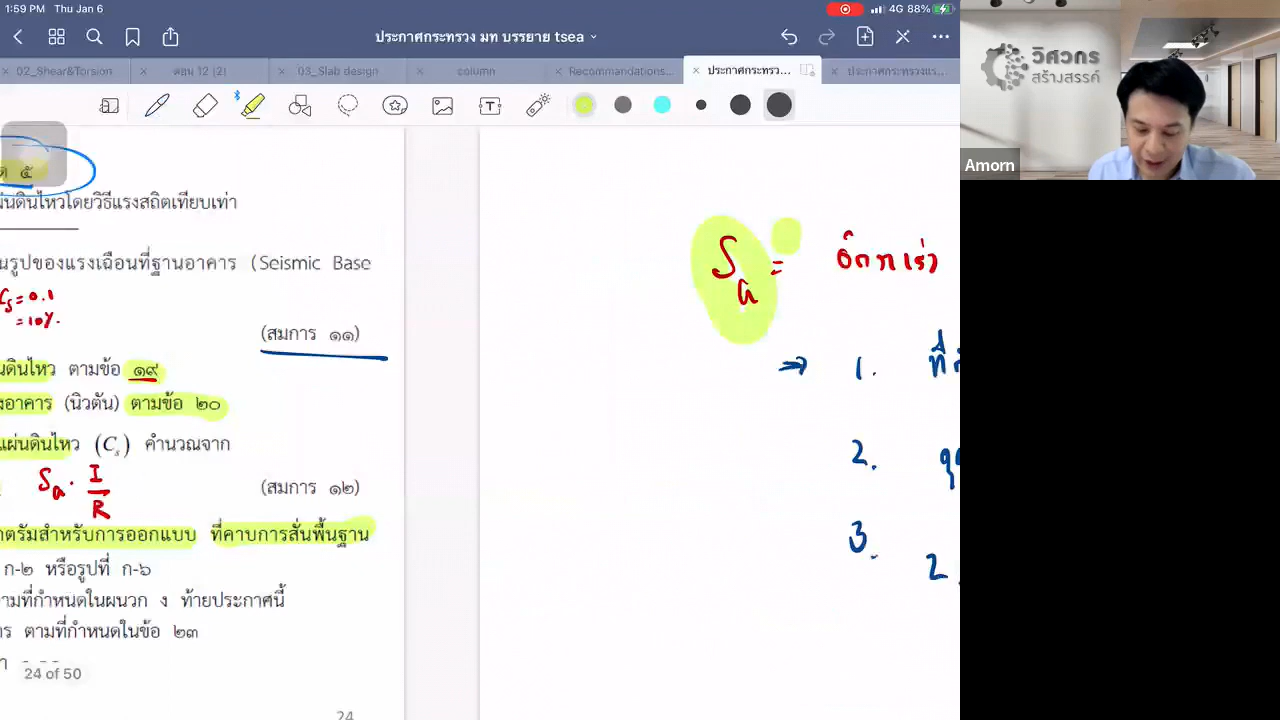 1:59 PM Thu Jan 6
4G 88%
ประกาศกระทรวง มท บรรยาย tsea
02_Shear&Torsion
ตอน 12 (2)
03_Slab design
column
Recommandations...
ประกาศกระทรว...
ประกาศกระทรวงแร...
วิศวกร
สร้างสรรค์
Amorn
ด ๕
ผ่นดินไหวโดยวิธีแรงสถิตเทียบเท่า
นรูปของแรงเฉือนที่ฐานอาคาร (Seismic Base
Cs = 0.1
= 10%
(สมการ ๑๑)
นดินไหว ตามข้อ ๑๙
งอาคาร (นิวตัน) ตามข้อ ๒๐
แผ่นดินไหว (Cs) คำนวณจาก
Sa · I/R
(สมการ ๑๒)
กตรัมสำหรับการออกแบบ ที่คาบการสั่นพื้นฐาน
ก-๒ หรือรูปที่ ก-๖
ามที่กำหนดในผนวก ง ท้ายประกาศนี้
ร ตามที่กำหนดในข้อ ๒๓
24 of 50
24
Sa =
1.
2.
3.
2